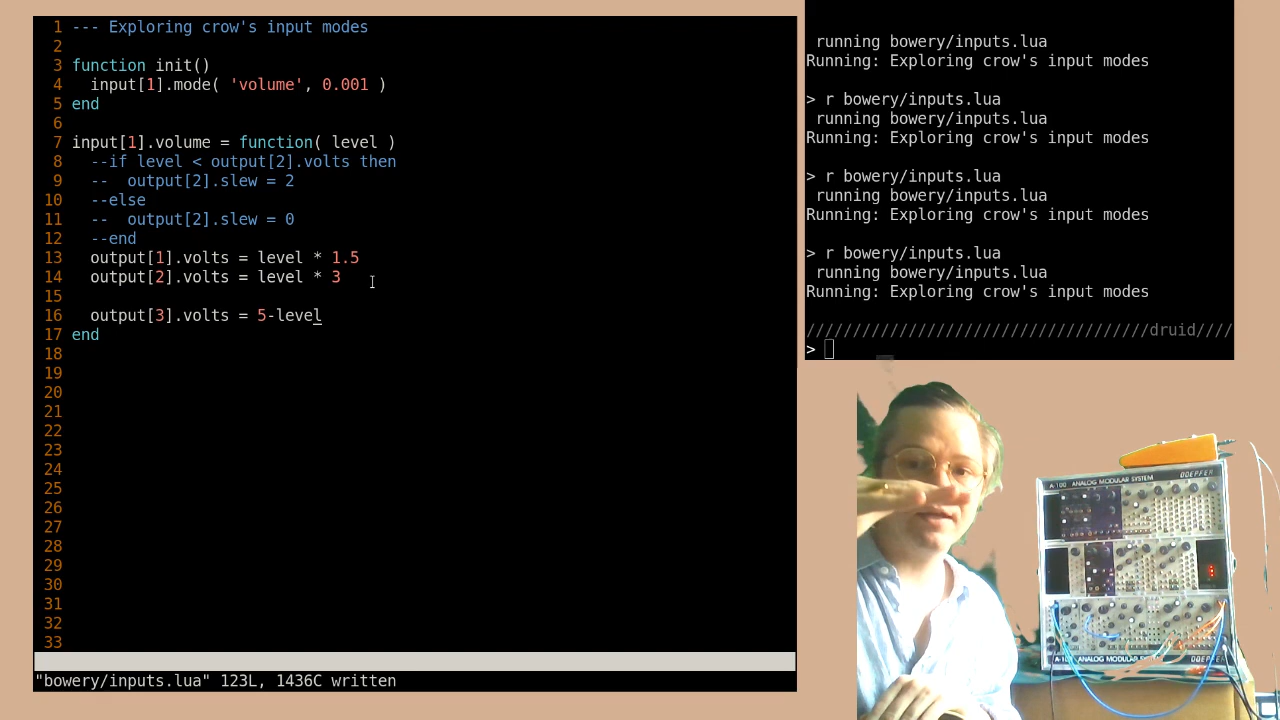 1 --- Exploring crow's input modes
2
3 function init()
4   input[1].mode( 'volume', 0.001 )
5 end
6
7 input[1].volume = function( level )
8   --if level < output[2].volts then
9   --  output[2].slew = 2
10   --else
11   --  output[2].slew = 0
12   --end
13   output[1].volts = level * 1.5
14   output[2].volts = level * 3
15
16   output[3].volts = 5-level
17 end
18
19
20
21
22
23
24
25
26
27
28
29
30
31
32
33
"bowery/inputs.lua" 123L, 1436C written
running bowery/inputs.lua
Running: Exploring crow's input modes
> r bowery/inputs.lua
running bowery/inputs.lua
Running: Exploring crow's input modes
> r bowery/inputs.lua
running bowery/inputs.lua
Running: Exploring crow's input modes
> r bowery/inputs.lua
running bowery/inputs.lua
Running: Exploring crow's input modes
/////////////////////////////////////druid////
>
A-100 ANALOG MODULAR SYSTEM DOEPFER
A-100 ANALOG MODULAR SYSTEM DOEPFER